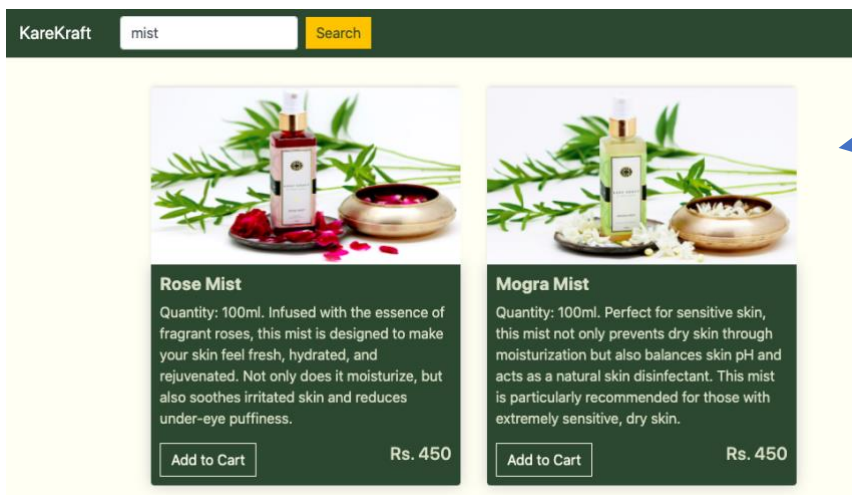 KareKraft
mist
Search
Rose Mist
Quantity: 100ml. Infused with the essence of
fragrant roses, this mist is designed to make
your skin feel fresh, hydrated, and
rejuvenated. Not only does it moisturize, but
also soothes irritated skin and reduces
under-eye puffiness.
Add to Cart
Rs. 450
Mogra Mist
Quantity: 100ml. Perfect for sensitive skin,
this mist not only prevents dry skin through
moisturization but also balances skin pH and
acts as a natural skin disinfectant. This mist
is particularly recommended for those with
extremely sensitive, dry skin.
Add to Cart
Rs. 450